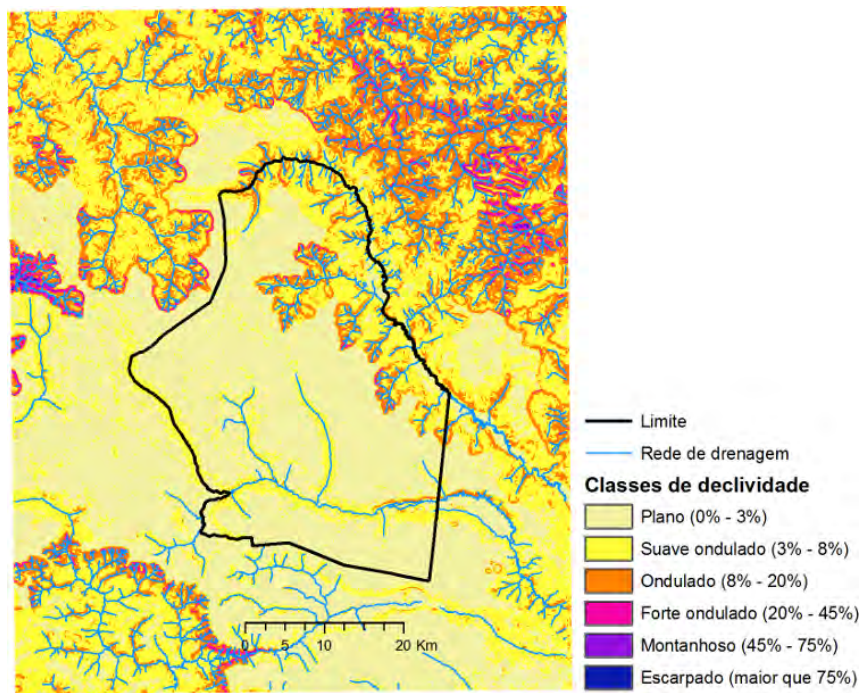 Limite
Rede de drenagem
Classes de declividade
Plano (0% - 3%)
Suave ondulado (3% - 8%)
Ondulado (8% - 20%)
Forte ondulado (20% - 45%)
Montanhoso (45% - 75%)
Escarpado (maior que 75%)
0 5 10 20 Km